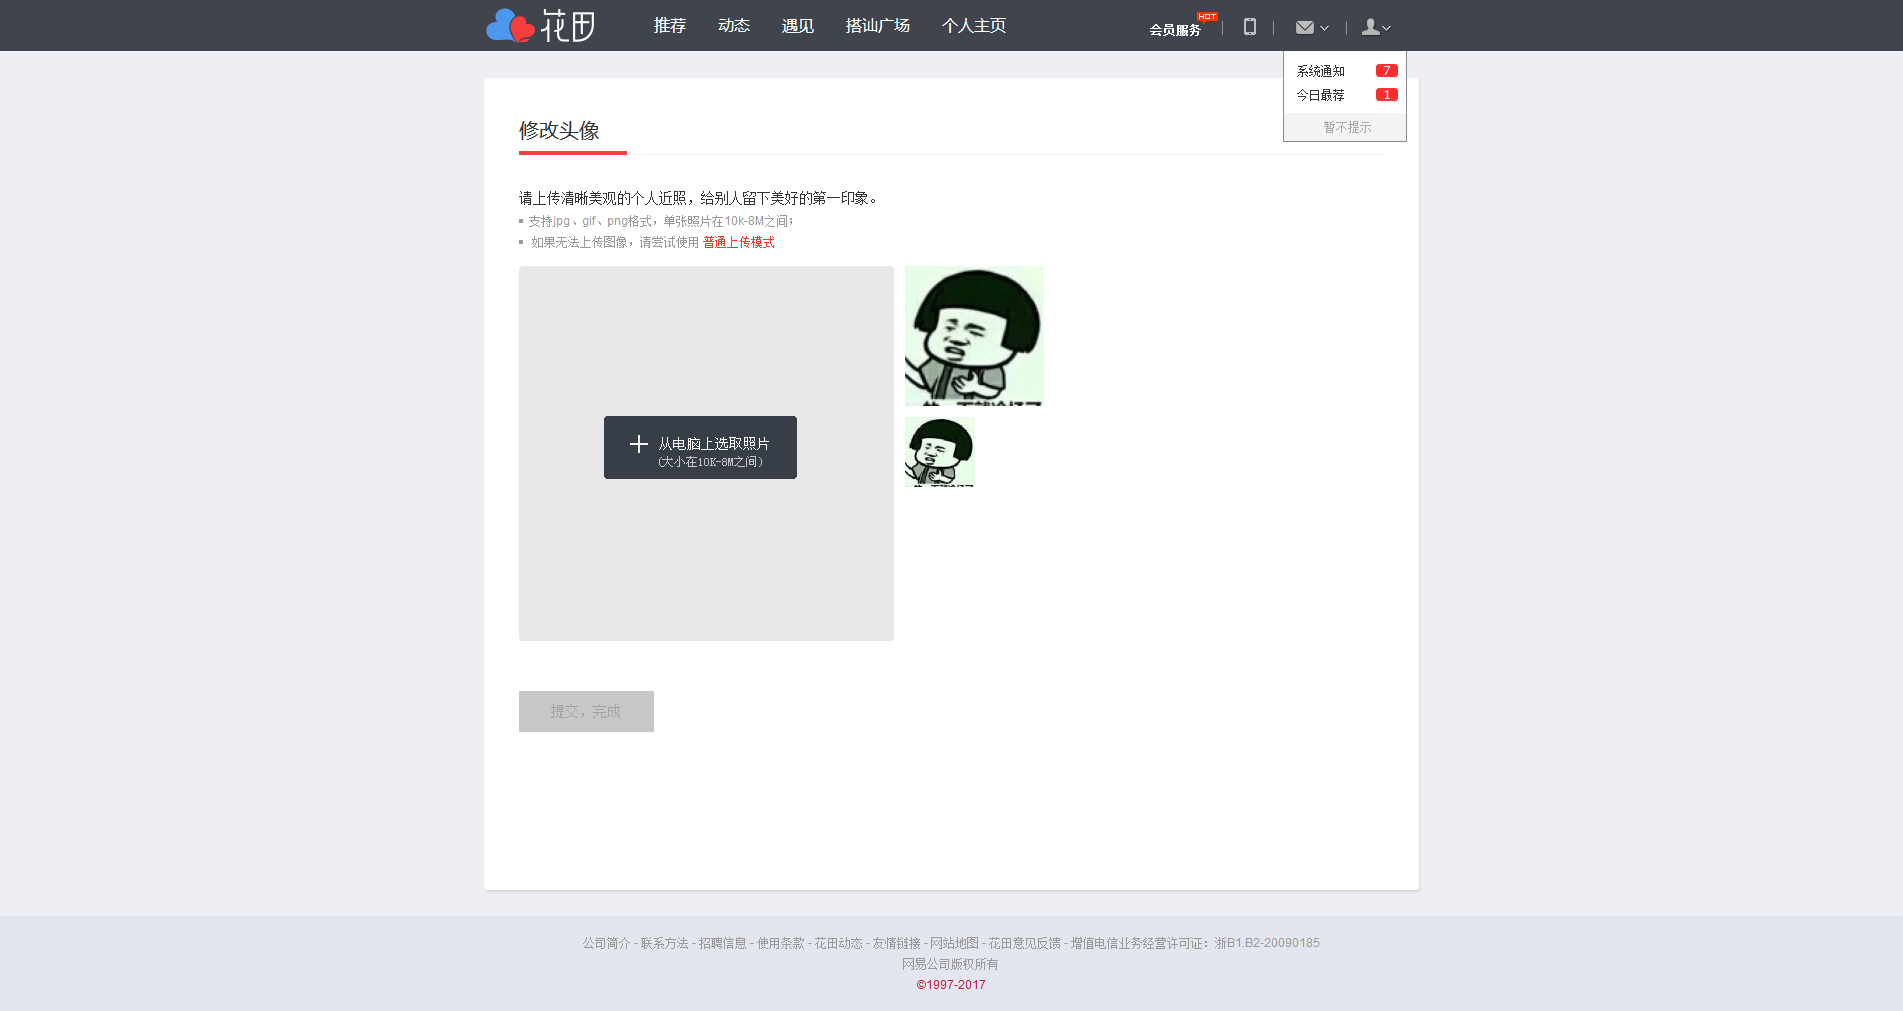 花田 推荐 动态 遇见 搭讪广场 个人主页 会员服务 HOT
系统通知 7
今日最荐 1
暂不提示
修改头像
请上传清晰美观的个人近照，给别人留下美好的第一印象。
支持jpg、gif、png格式，单张照片在10k-8M之间；
如果无法上传图像，请尝试使用 普通上传模式
从电脑上选取照片
(大小在10K-8M之间)
提交，完成
公司简介 - 联系方法 - 招聘信息 - 使用条款 - 花田动态 - 友情链接 - 网站地图 - 花田意见反馈 - 增值电信业务经营许可证：浙B1.B2-20090185
网易公司版权所有
©1997-2017